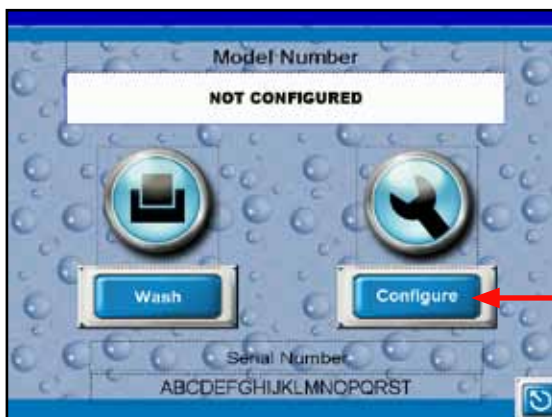 Model Number
NOT CONFIGURED
Wash
Configure
Serial Number
ABCDEFGHIJKLMNOPQRST